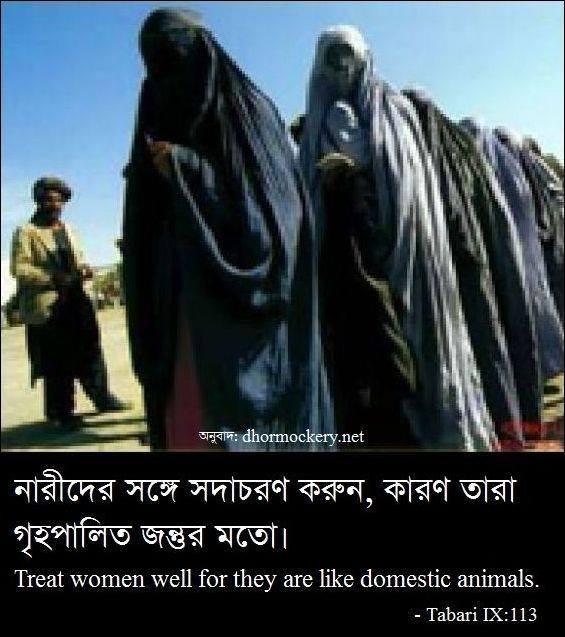 অনুবাদ: dhormockery.net
নারীদের সঙ্গে সদাচরণ করুন, কারণ তারা
গৃহপালিত জন্তুর মতো।
Treat women well for they are like domestic animals.
- Tabari IX:113